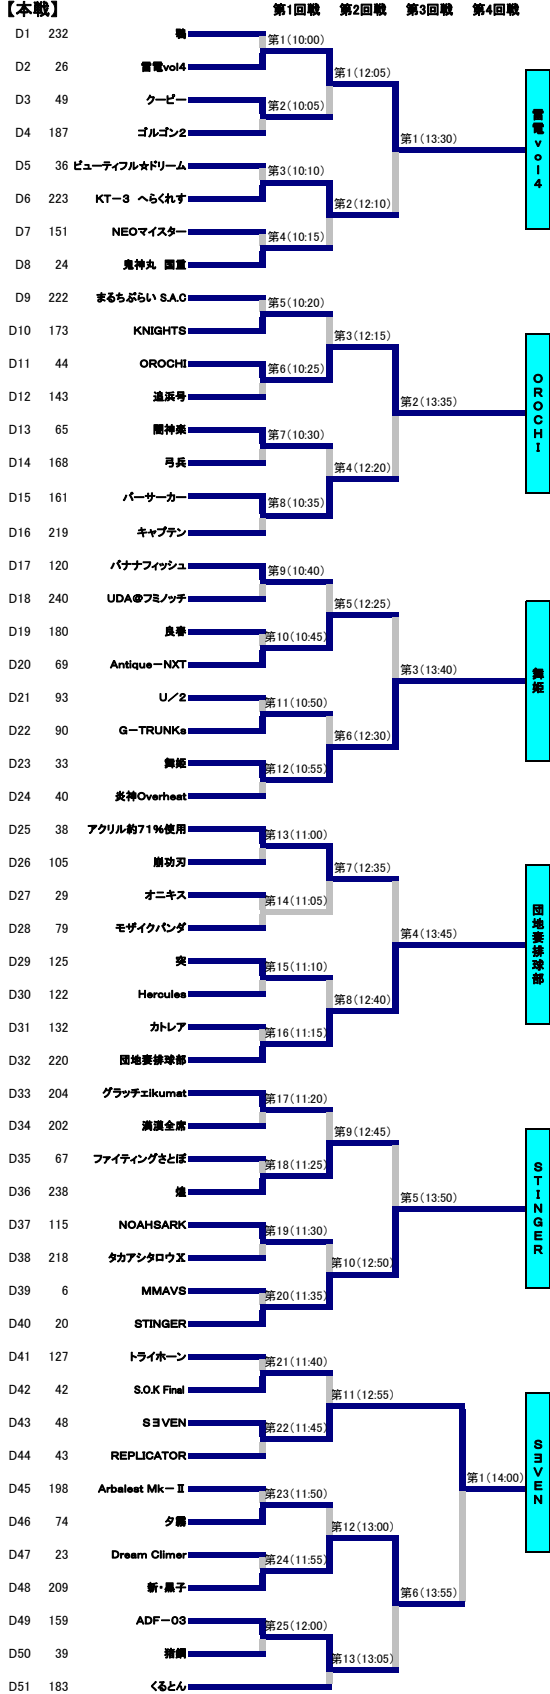 【本戦】 第1回戦 第2回戦 第3回戦 第4回戦
D1 232 鵺
第1(10:00)
D2 26 雷電vol4
第1(12:05)
D3 49 クーピー
第2(10:05)
D4 187 ゴルゴン2
第1(13:30)
雷電vol4
D5 36 ビューティフル☆ドリーム
第3(10:10)
D6 223 KT－3 へらくれす
第2(12:10)
D7 151 NEOマイスター
第4(10:15)
D8 24 鬼神丸 国重
D9 222 まるちぷらい S.A.C
第5(10:20)
D10 173 KNIGHTS
第3(12:15)
D11 44 OROCHI
第6(10:25)
D12 143 追浜号
第2(13:35)
OROCHI
D13 65 闇神楽
第7(10:30)
D14 168 弓兵
第4(12:20)
D15 161 バーサーカー
第8(10:35)
D16 219 キャプテン
D17 120 バナナフィッシュ
第9(10:40)
D18 240 UDA@フミノッチ
第5(12:25)
D19 180 良春
第10(10:45)
D20 69 Antique－NXT
第3(13:40)
舞姫
D21 93 U／2
第11(10:50)
D22 90 G－TRUNKs
第6(12:30)
D23 33 舞姫
第12(10:55)
D24 40 炎神Overheat
D25 38 アクリル約71%使用
第13(11:00)
D26 105 崩功刃
第7(12:35)
D27 29 オニキス
第14(11:05)
D28 79 モザイクパンダ
第4(13:45)
団地妻排球部
D29 125 突
第15(11:10)
D30 122 Hercules
第8(12:40)
D31 132 カトレア
第16(11:15)
D32 220 団地妻排球部
D33 204 グラッチェikumat
第17(11:20)
D34 202 満漢全席
第9(12:45)
D35 67 ファイティングさとぼ
第18(11:25)
D36 238 煌
第5(13:50)
STINGER
D37 115 NOAHSARK
第19(11:30)
D38 218 タカアシタロウX
第10(12:50)
D39 6 MMAVS
第20(11:35)
D40 20 STINGER
D41 127 トライホーン
第21(11:40)
D42 42 S.O.K Final
第11(12:55)
D43 48 SヨVEN
第22(11:45)
D44 43 REPLICATOR
第1(14:00)
SヨVEN
D45 198 Arbalest Mk－Ⅱ
第23(11:50)
D46 74 夕霧
第12(13:00)
D47 23 Dream Climer
第24(11:55)
D48 209 新・黒子
第6(13:55)
D49 159 ADF－03
第25(12:00)
D50 39 猪鋼
第13(13:05)
D51 183 くるとん